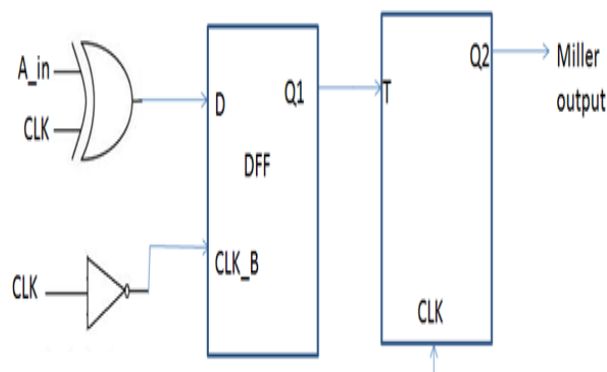 A_in
CLK
D
Q1
DFF
CLK_B
CLK
T
Q2
CLK
Miller
output